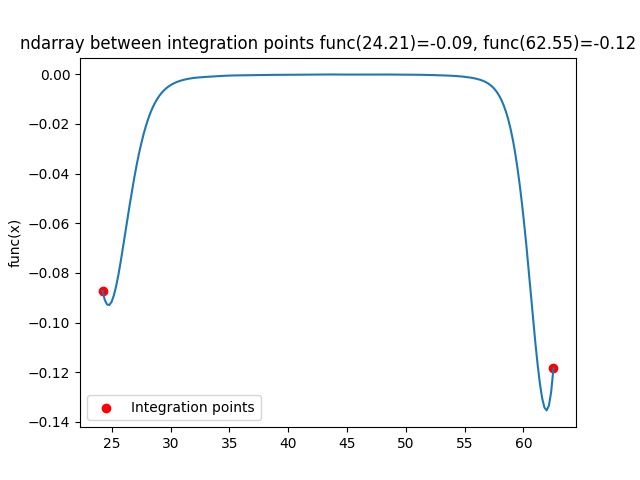 ndarray between integration points func(24.21)=-0.09, func(62.55)=-0.12
0.00
−0.02
−0.04
−0.06
−0.08
−0.10
−0.12
−0.14
func(x)
Integration points
25 30 35 40 45 50 55 60